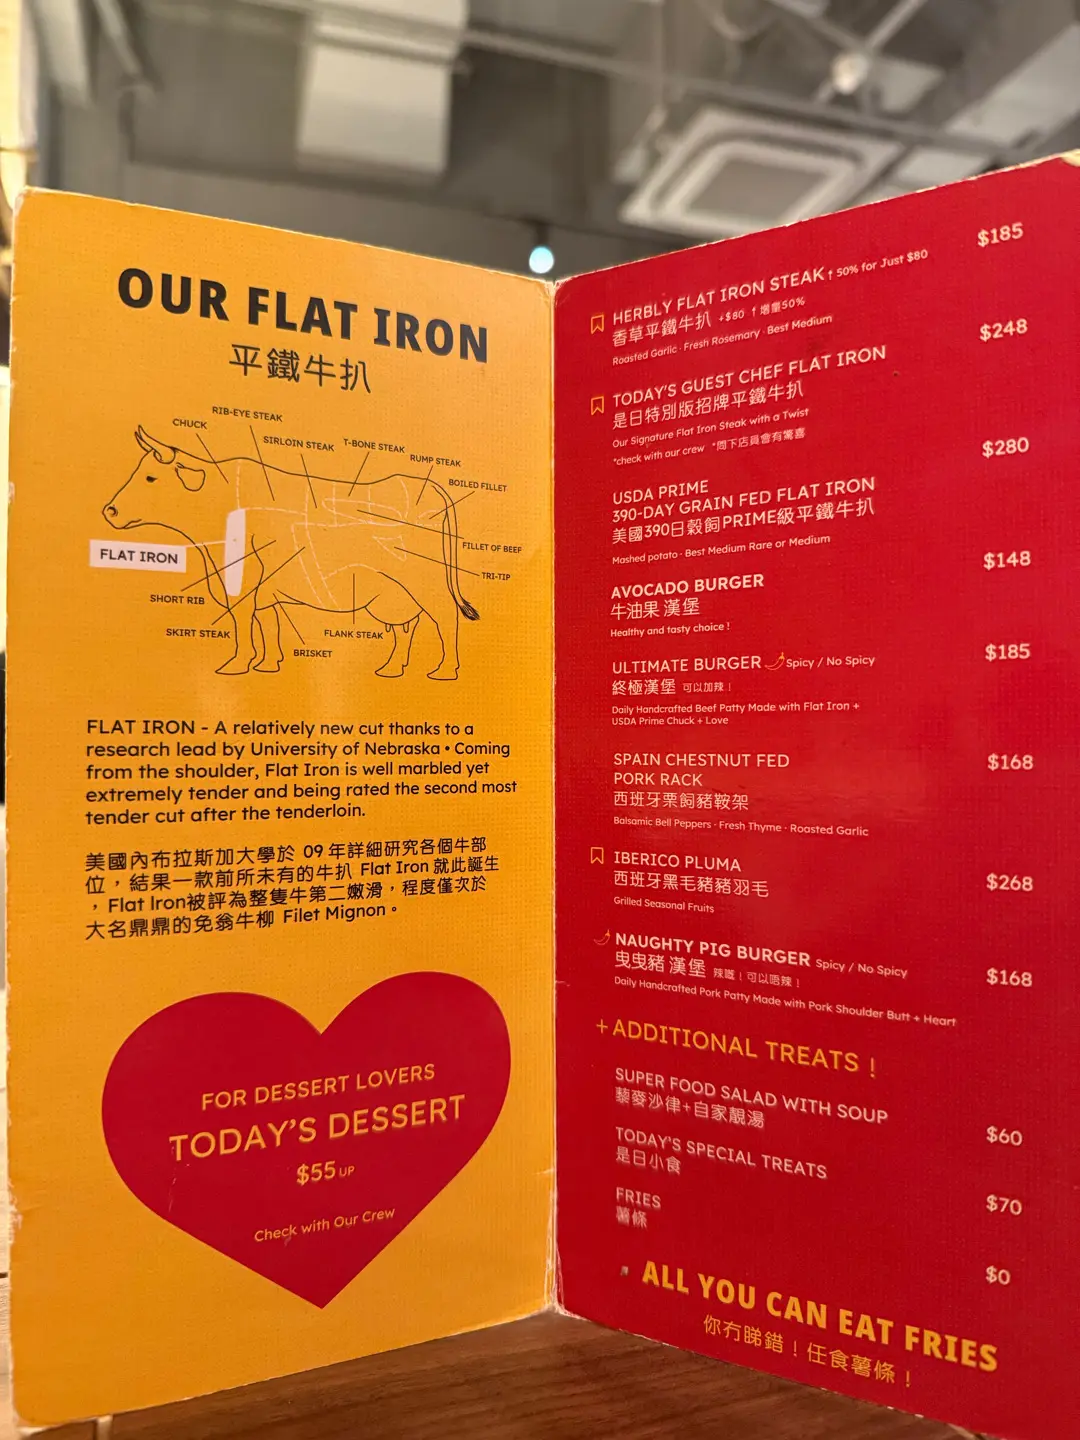 OUR FLAT IRON
平鐵牛扒
RIB-EYE STEAK
CHUCK
SIRLOIN STEAK
T-BONE STEAK
RUMP STEAK
BOILED FILLET
FLAT IRON
FILLET OF BEEF
TRI-TIP
SHORT RIB
SKIRT STEAK
FLANK STEAK
BRISKET
FLAT IRON - A relatively new cut thanks to a
research lead by University of Nebraska • Coming
from the shoulder, Flat Iron is well marbled yet
extremely tender and being rated the second most
tender cut after the tenderloin.
美國內布拉斯加大學於 09 年詳細研究各個牛部
位，結果一款前所未有的牛扒 Flat Iron 就此誕生
，Flat Iron被評為整隻牛第二嫩滑，程度僅次於
大名鼎鼎的免翁牛柳 Filet Mignon。
FOR DESSERT LOVERS
TODAY'S DESSERT
$55 UP
Check with Our Crew
HERBLY FLAT IRON STEAK ↑ 50% for Just $80 $185
香草平鐵牛扒 +$80 ↑增量50%
Roasted Garlic · Fresh Rosemary · Best Medium
TODAY'S GUEST CHEF FLAT IRON $248
是日特別版招牌平鐵牛扒
Our Signature Flat Iron Steak with a Twist
*check with our crew *問下店員會有驚喜
USDA PRIME $280
390-DAY GRAIN FED FLAT IRON
美國390日穀飼PRIME級平鐵牛扒
Mashed potato · Best Medium Rare or Medium
AVOCADO BURGER $148
牛油果 漢堡
Healthy and tasty choice !
ULTIMATE BURGER Spicy / No Spicy $185
終極漢堡 可以加辣！
Daily Handcrafted Beef Patty Made with Flat Iron +
USDA Prime Chuck + Love
SPAIN CHESTNUT FED $168
PORK RACK
西班牙栗飼豬鞍架
Balsamic Bell Peppers · Fresh Thyme · Roasted Garlic
IBERICO PLUMA $268
西班牙黑毛豬豬羽毛
Grilled Seasonal Fruits
NAUGHTY PIG BURGER Spicy / No Spicy $168
曳曳豬 漢堡 辣嘅！可以唔辣！
Daily Handcrafted Pork Patty Made with Pork Shoulder Butt + Heart
+ ADDITIONAL TREATS !
SUPER FOOD SALAD WITH SOUP $60
藜麥沙律+自家靚湯
TODAY'S SPECIAL TREATS $70
是日小食
FRIES $0
薯條
ALL YOU CAN EAT FRIES
你冇睇錯！任食薯條！